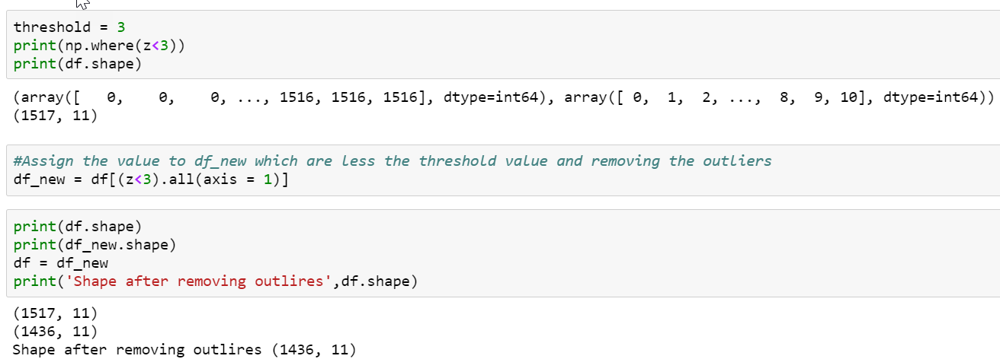 threshold = 3
print(np.where(z<3))
print(df.shape)
(array([   0,    0,    0, ..., 1516, 1516, 1516], dtype=int64), array([ 0,  1,  2, ...,  8,  9, 10], dtype=int64))
(1517, 11)
#Assign the value to df_new which are less the threshold value and removing the outliers
df_new = df[(z<3).all(axis = 1)]
print(df.shape)
print(df_new.shape)
df = df_new
print('Shape after removing outlires',df.shape)
(1517, 11)
(1436, 11)
Shape after removing outlires (1436, 11)